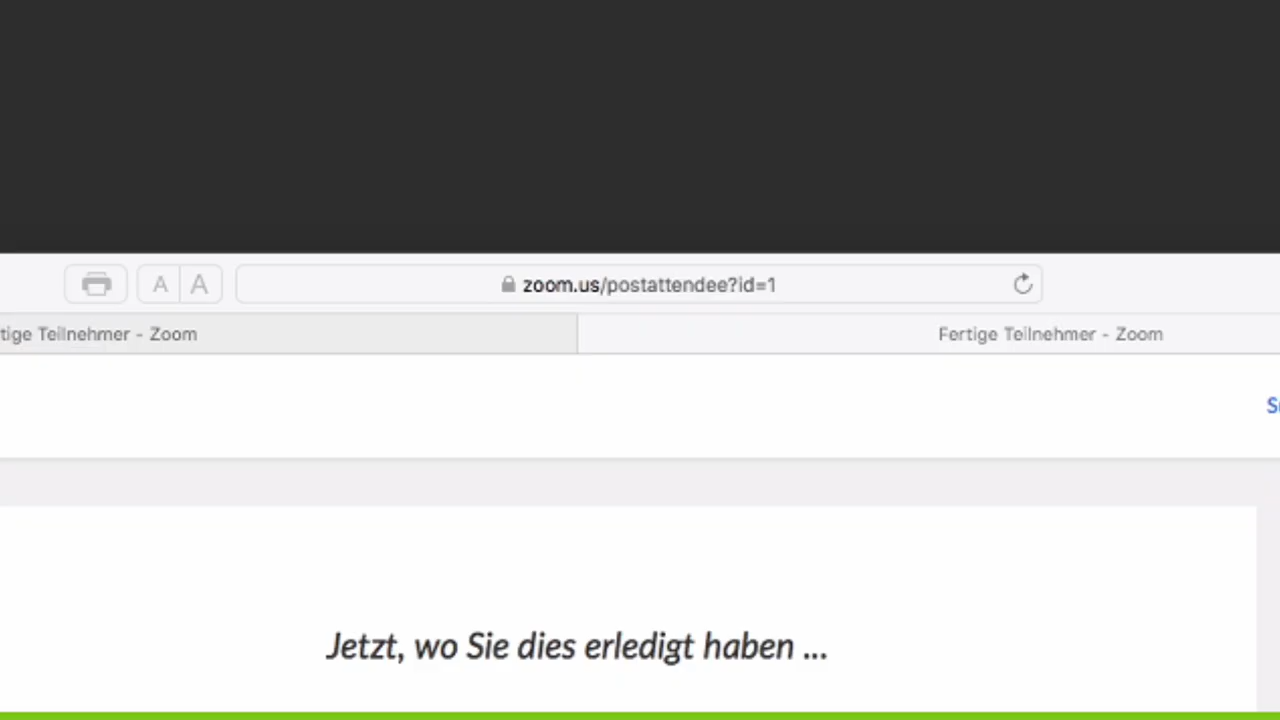 A A
zoom.us/postattendee?id=1
tige Teilnehmer - Zoom
Fertige Teilnehmer - Zoom
Jetzt, wo Sie dies erledigt haben ...